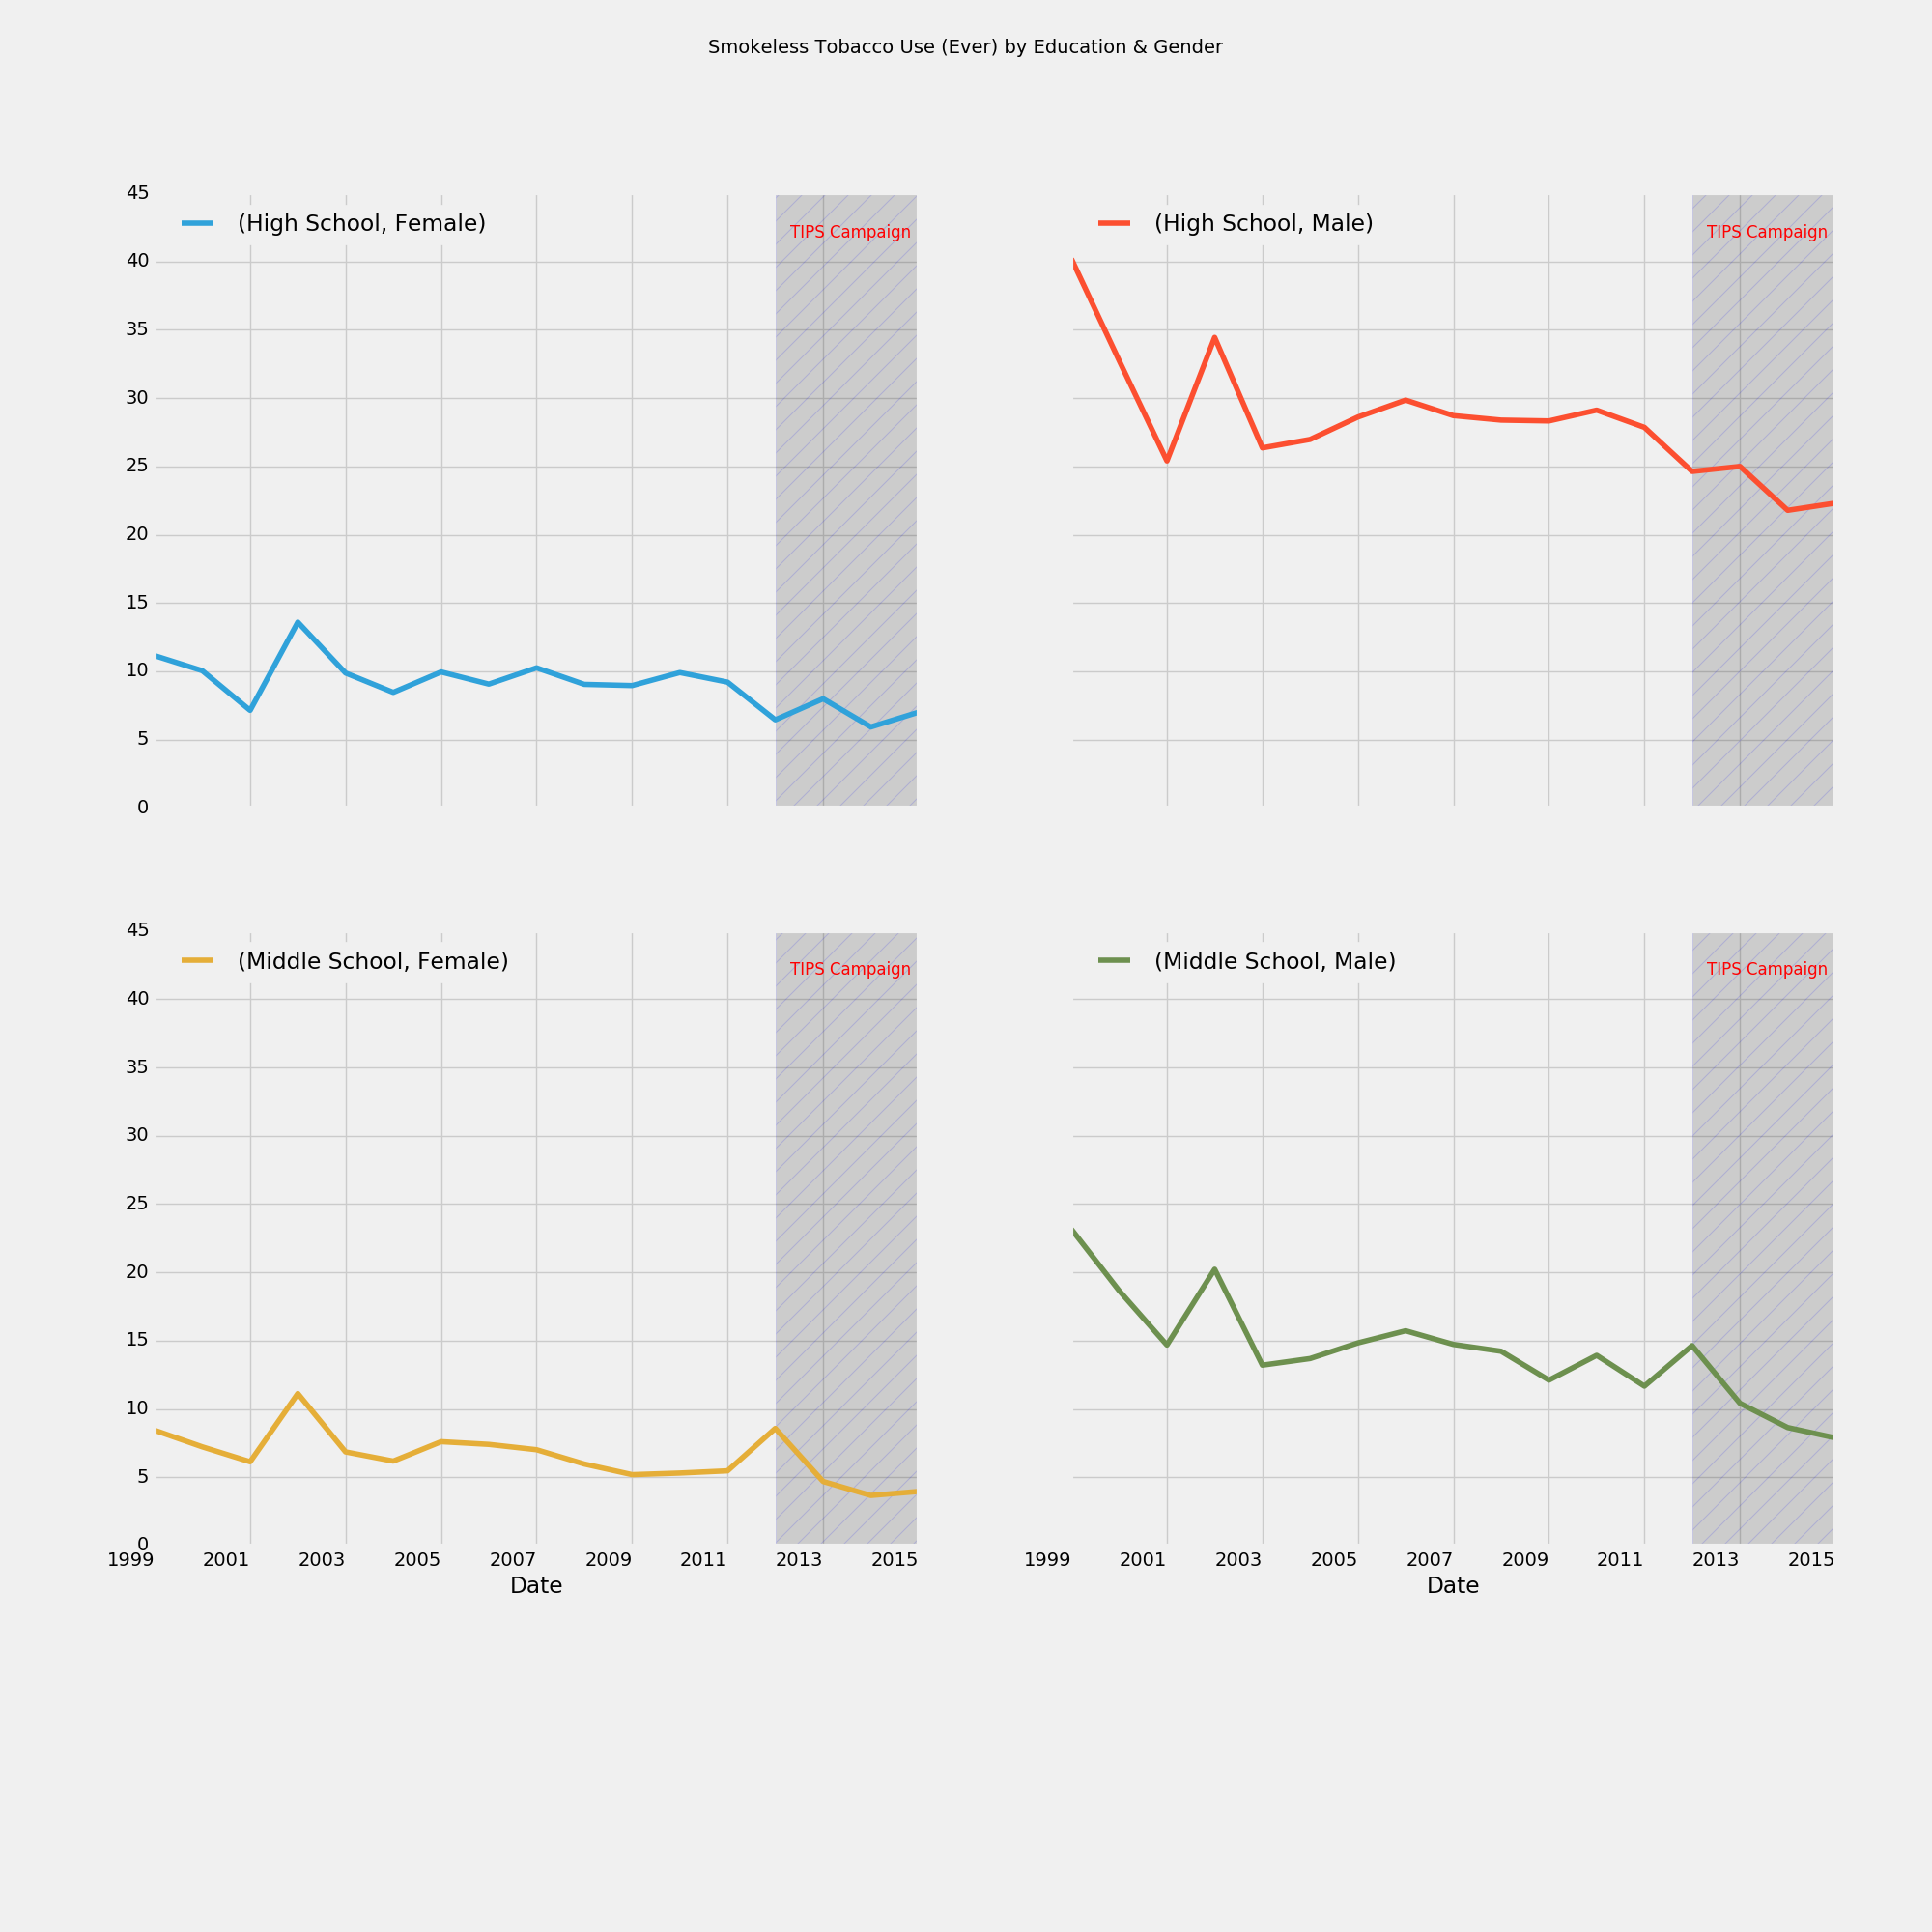 Smokeless Tobacco Use (Ever) by Education & Gender
45
(High School, Female)
TIPS Campaign
40
35
30
25
20
15
10
5
0
(High School, Male)
TIPS Campaign
45
(Middle School, Female)
TIPS Campaign
40
35
30
25
20
15
10
5
0
1999 2001 2003 2005 2007 2009 2011 2013 2015
Date
(Middle School, Male)
TIPS Campaign
1999 2001 2003 2005 2007 2009 2011 2013 2015
Date